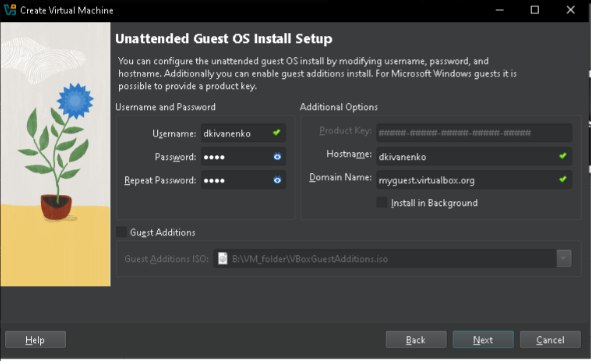 Create Virtual Machine
Unattended Guest OS Install Setup
You can configure the unattended guest OS install by modifying username, password, and
hostname. Additionally you can enable guest additions install. For Microsoft Windows guests it is
possible to provide a product key.
Username and Password
Username: dkivanenko
Password: ••••
Repeat Password: ••••
Additional Options
Product Key: #####-#####-#####-#####-#####
Hostname: dkivanenko
Domain Name: myguest.virtualbox.org
Install in Background
Guest Additions
Guest Additions ISO: B:\VM_folder\VBoxGuestAdditions.iso
Help
Back
Next
Cancel